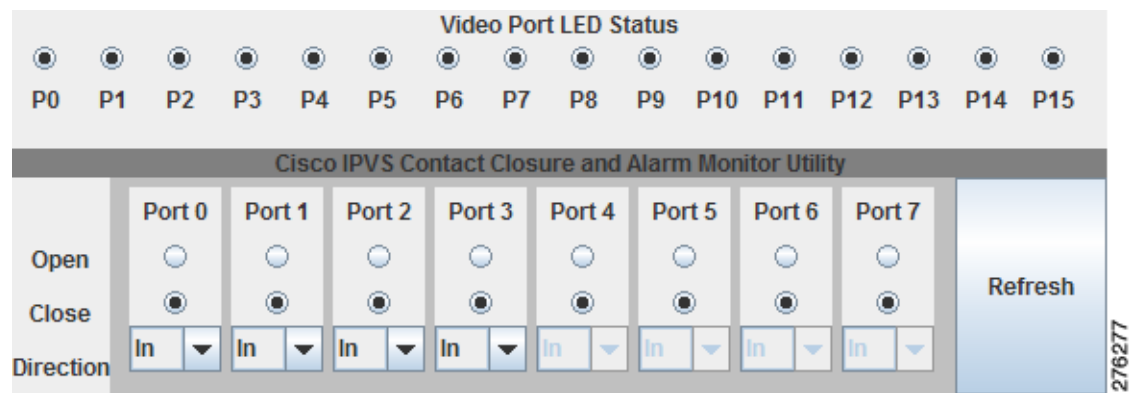 Video Port LED Status
P0 P1 P2 P3 P4 P5 P6 P7 P8 P9 P10 P11 P12 P13 P14 P15
Cisco IPVS Contact Closure and Alarm Monitor Utility
Port 0 Port 1 Port 2 Port 3 Port 4 Port 5 Port 6 Port 7
Open
Close
Refresh
In In In In In In In In
Direction
276277